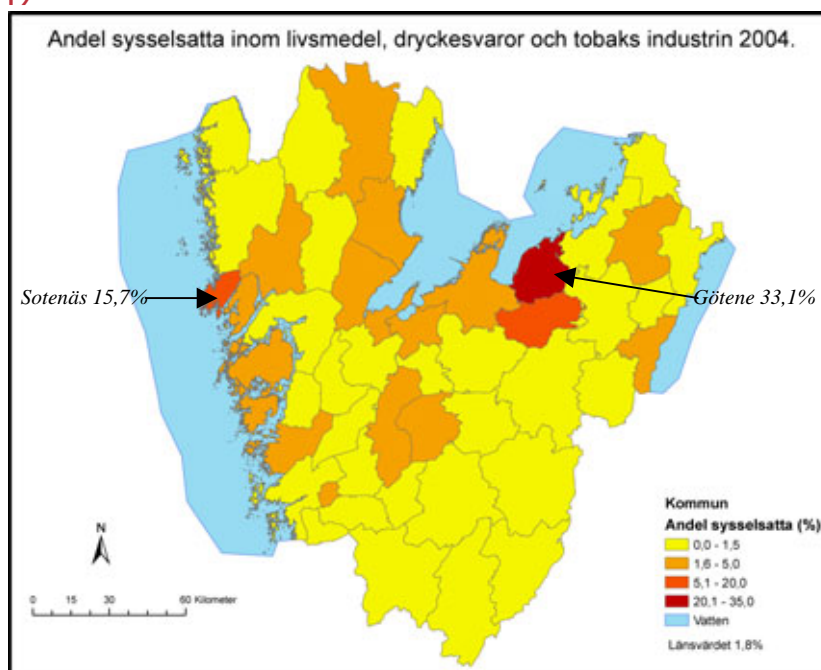 Andel sysselsatta inom livsmedel, dryckesvaror och tobaks industrin 2004.
Sotenäs 15,7%
Götene 33,1%
N
0 15 30 60 Kilometer
Kommun
Andel sysselsatta (%)
0,0 - 1,5
1,6 - 5,0
5,1 - 20,0
20,1 - 35,0
Vatten
Länsvärdet 1,8%